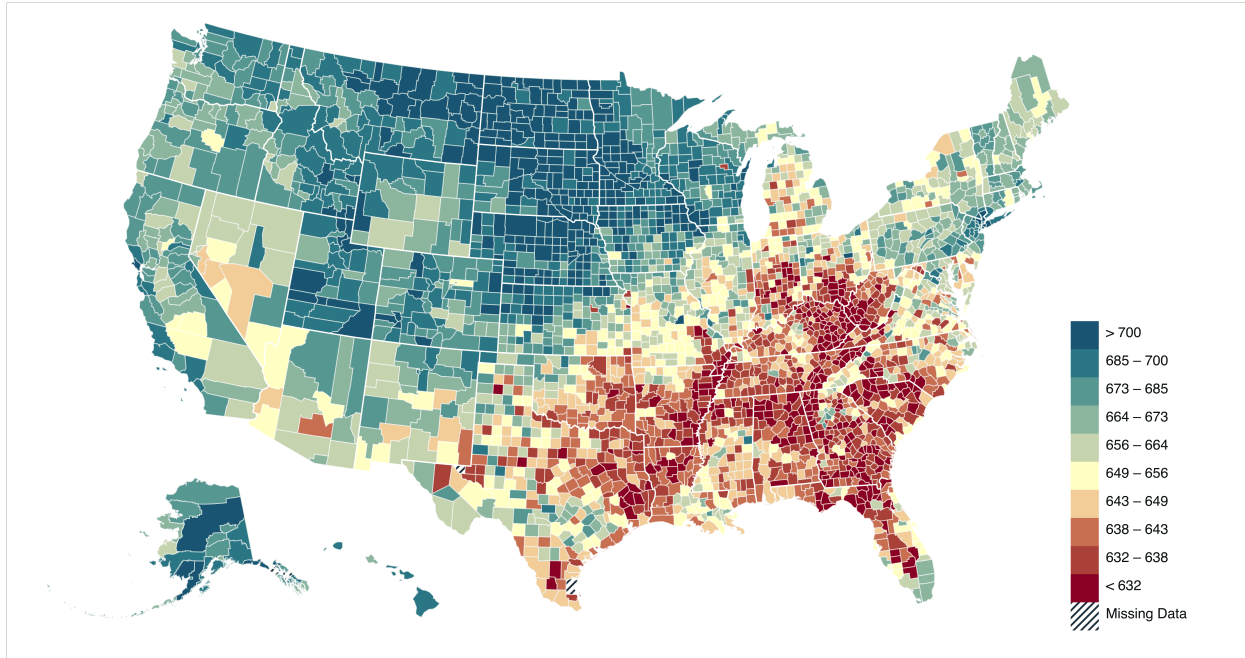 > 700
685 – 700
673 – 685
664 – 673
656 – 664
649 – 656
643 – 649
638 – 643
632 – 638
< 632
Missing Data